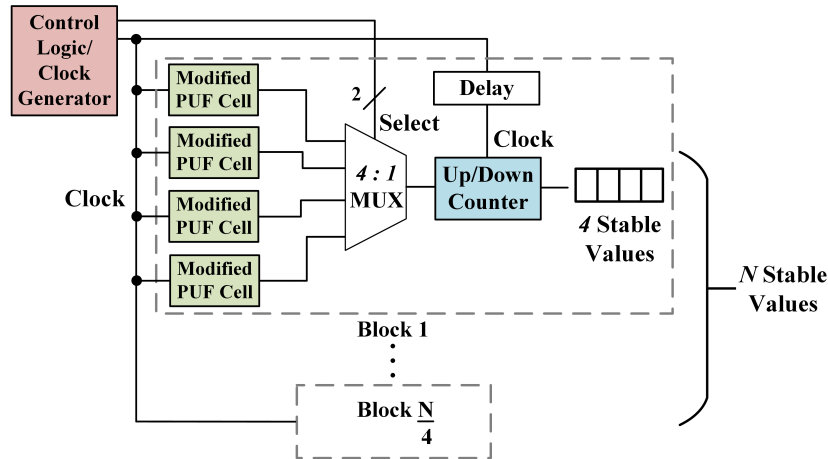 Control
Logic/
Clock
Generator
Modified
PUF Cell
Modified
PUF Cell
Modified
PUF Cell
Modified
PUF Cell
Clock
2
Select
4 : 1
MUX
Delay
Clock
Up/Down
Counter
4 Stable
Values
N Stable
Values
Block 1
Block N
4